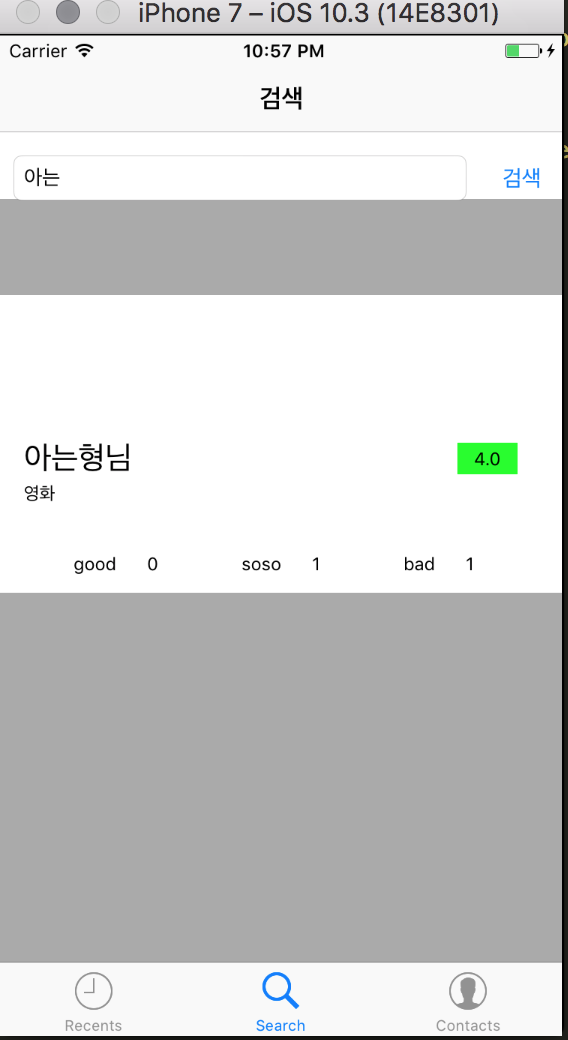 iPhone 7 – iOS 10.3 (14E8301)
Carrier 10:57 PM
검색
아는 검색
아는형님 4.0
영화
good 0 soso 1 bad 1
Recents Search Contacts